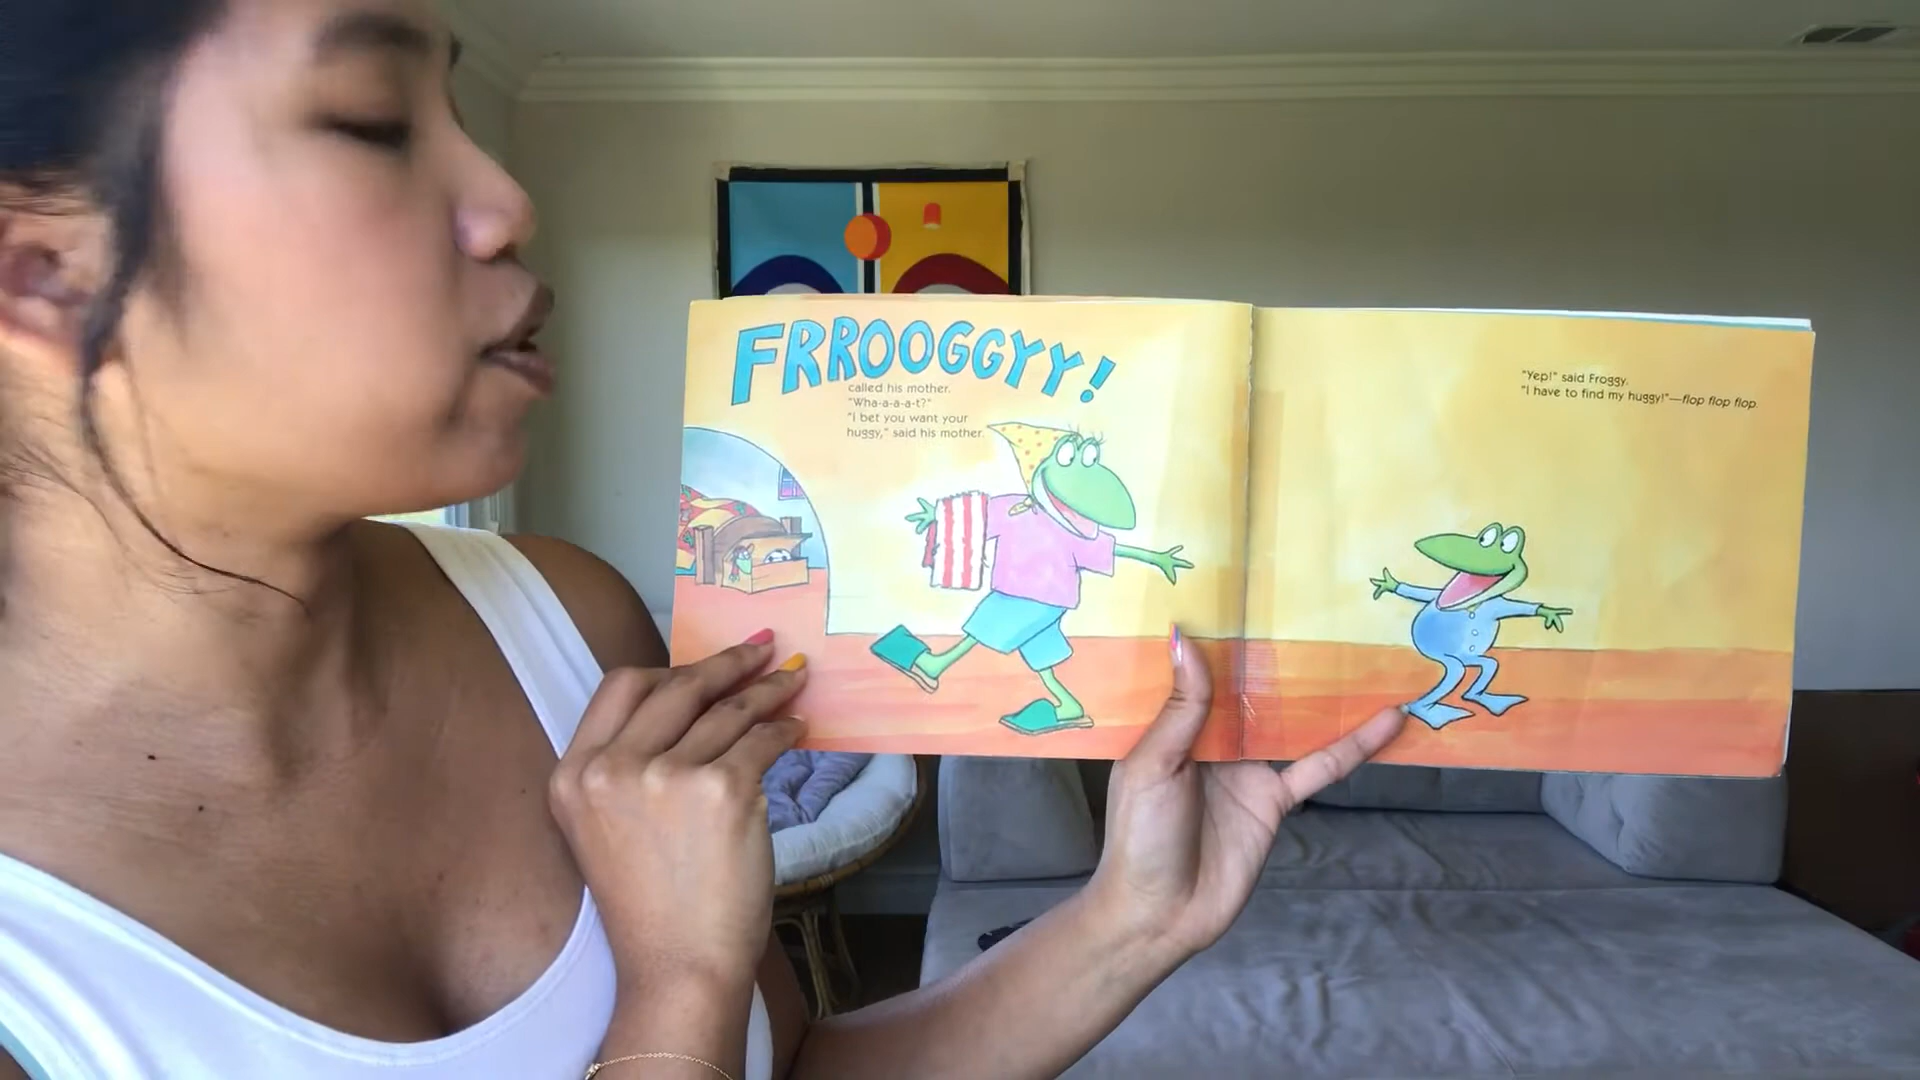 FRROOGGYY!
called his mother.
"Wha-a-a-a-t?"
"I bet you want your
huggy," said his mother.
"Yep!" said Froggy.
"I have to find my huggy!"—flop flop flop.